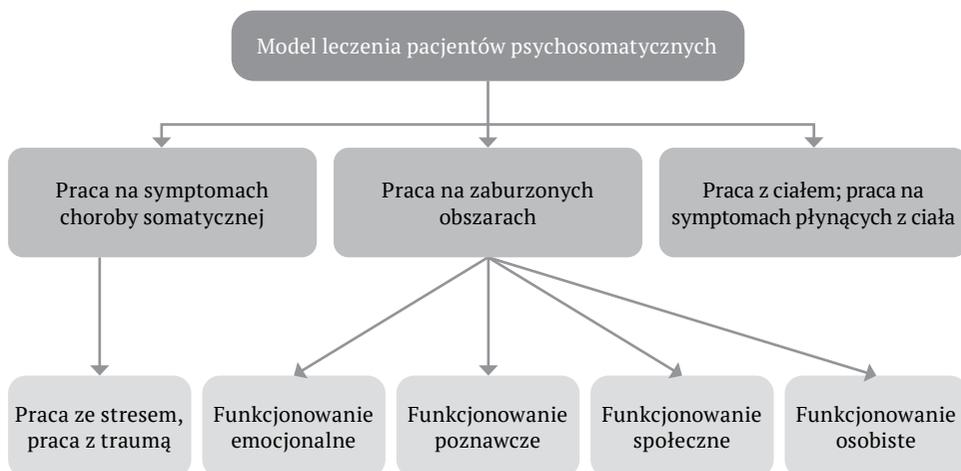 Model leczenia pacjentów psychosomatycznych
Praca na symptomach
choroby somatycznej
Praca na zaburzonych
obszarach
Praca z ciałem; praca na
symptomach płynących z ciała
Praca ze stresem,
praca z traumą
Funkcjonowanie
emocjonalne
Funkcjonowanie
poznawcze
Funkcjonowanie
społeczne
Funkcjonowanie
osobiste